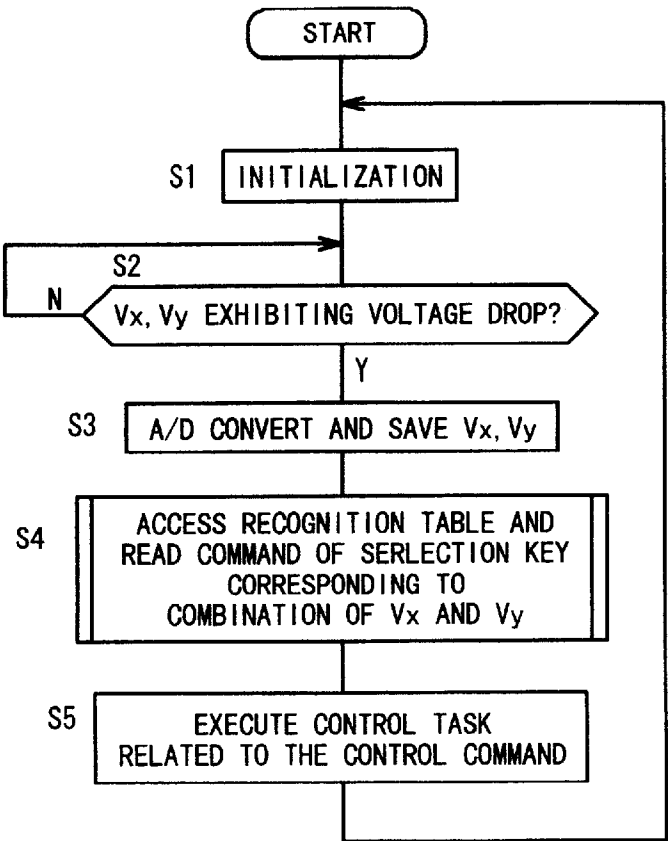 START
S1
INITIALIZATION
S2
N
Vx, Vy EXHIBITING VOLTAGE DROP?
Y
S3
A/D CONVERT AND SAVE Vx, Vy
S4
ACCESS RECOGNITION TABLE AND
READ COMMAND OF SERLECTION KEY
CORRESPONDING TO
COMBINATION OF Vx AND Vy
S5
EXECUTE CONTROL TASK
RELATED TO THE CONTROL COMMAND